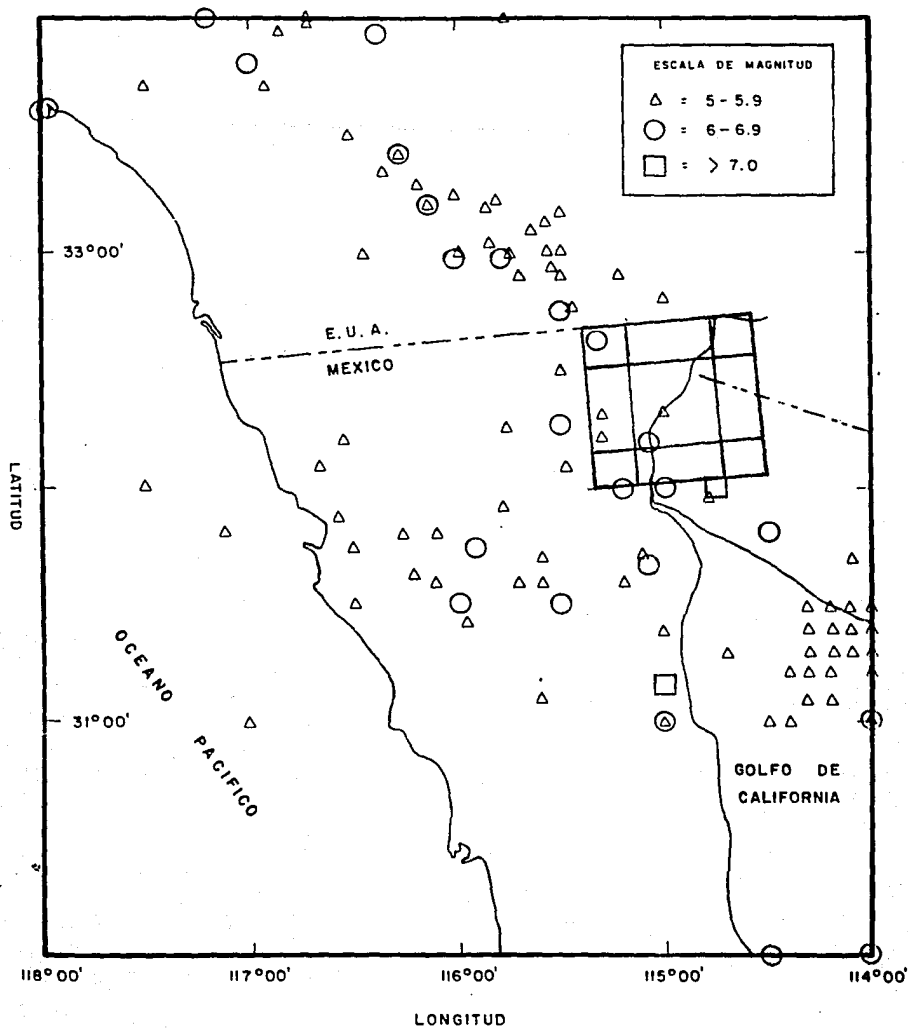 ESCALA DE MAGNITUD
= 5-5.9
= 6-6.9
= > 7.0
33°00'
E.U.A.
MEXICO
LATITUD
OCEANO
PACIFICO
31°00'
GOLFO DE
CALIFORNIA
118°00'
117°00'
116°00'
115°00'
114°00'
LONGITUD